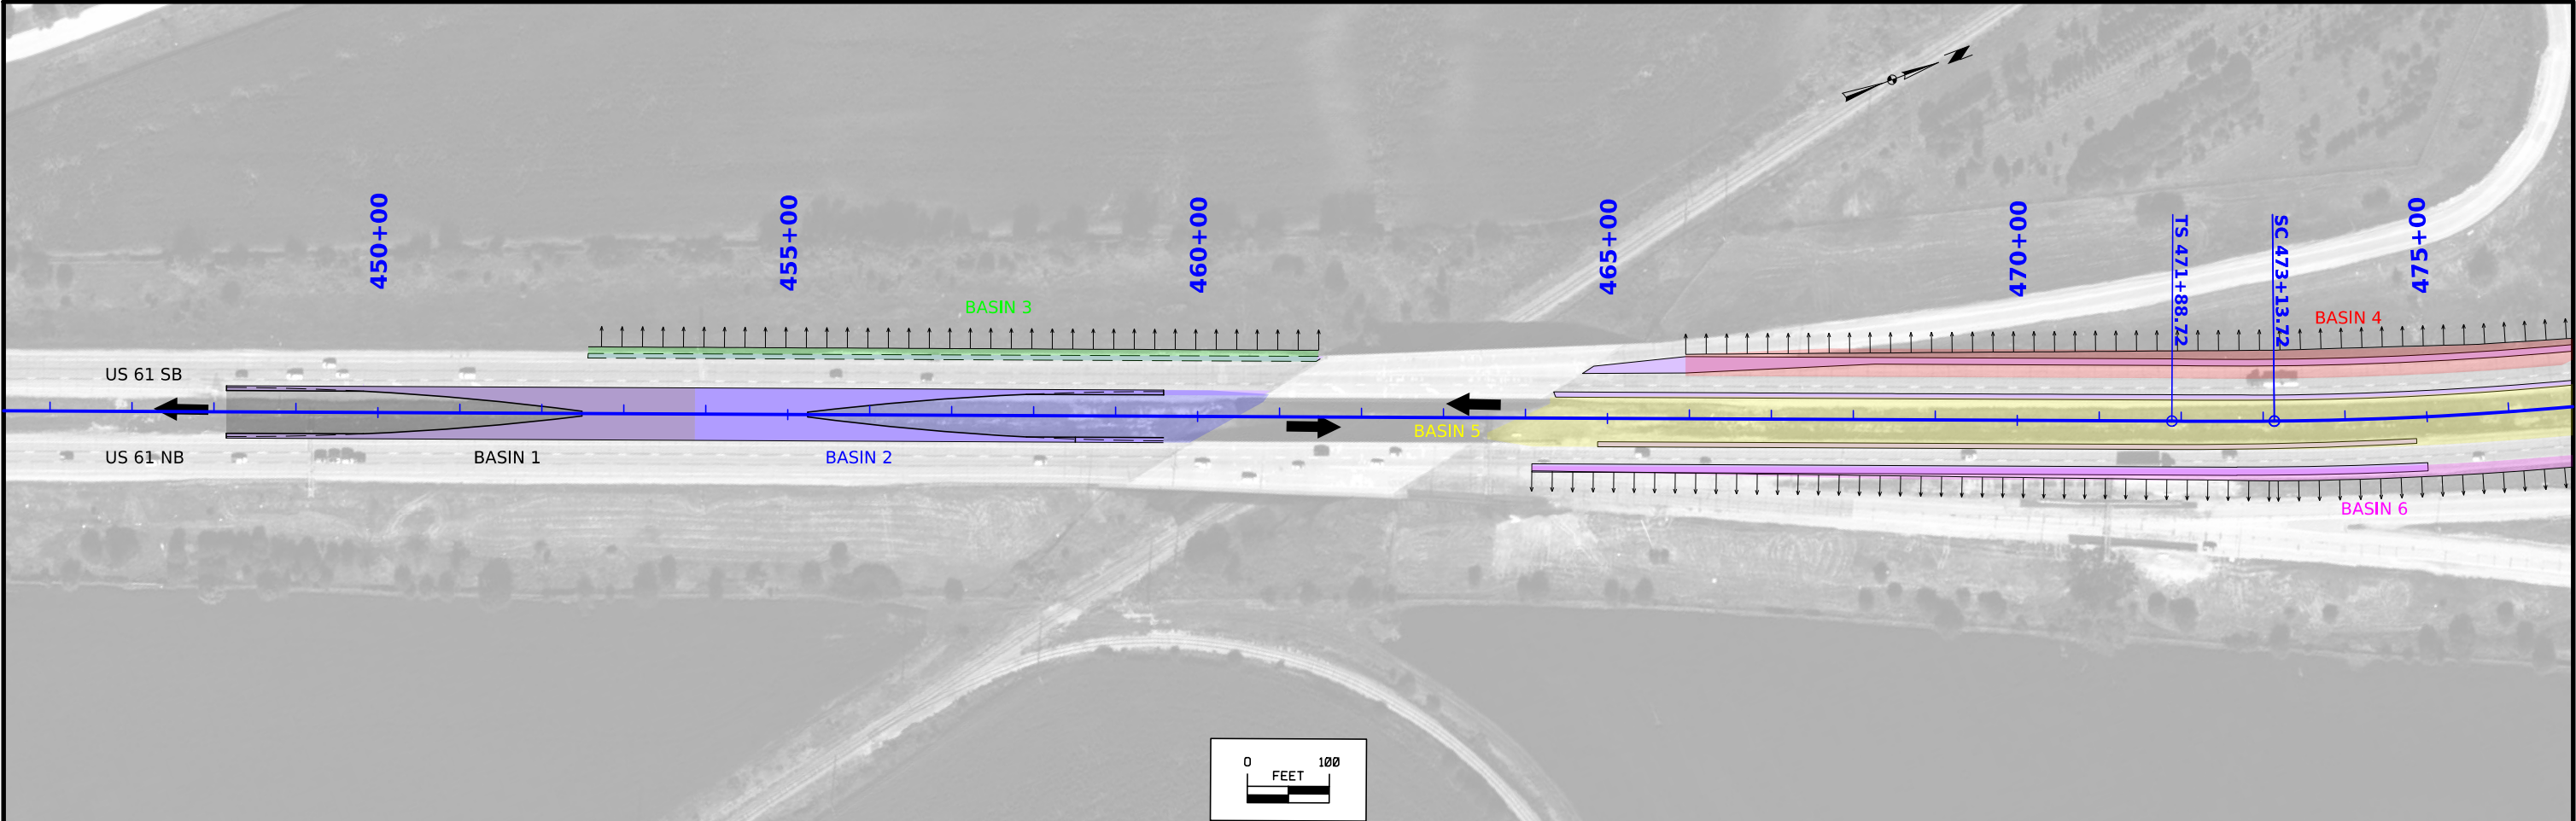 450+00
455+00
460+00
465+00
470+00
TS 471+88.72
SC 473+13.72
475+00
BASIN 3
BASIN 4
US 61 SB
BASIN 5
US 61 NB
BASIN 1
BASIN 2
BASIN 6
0 100
FEET